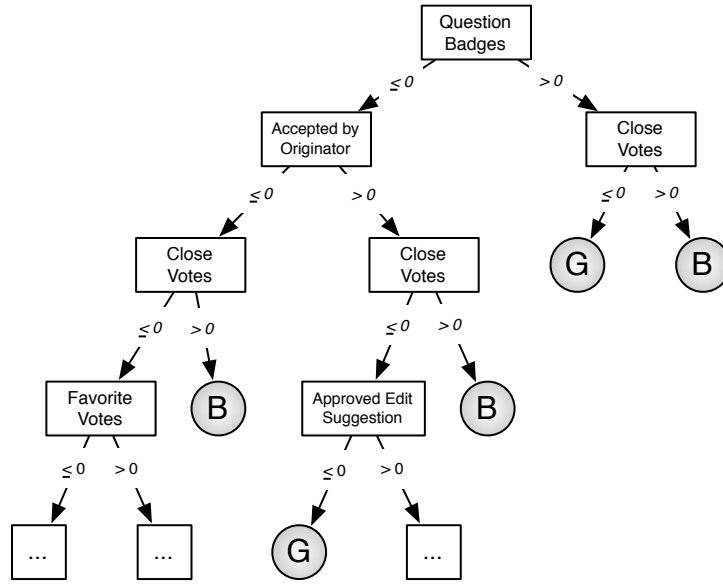 Question
Badges
≤ 0
> 0
Accepted by
Originator
Close
Votes
≤ 0
> 0
≤ 0
> 0
Close
Votes
Close
Votes
G
B
≤ 0
> 0
≤ 0
> 0
Favorite
Votes
B
Approved Edit
Suggestion
B
≤ 0
> 0
≤ 0
> 0
...
...
G
...